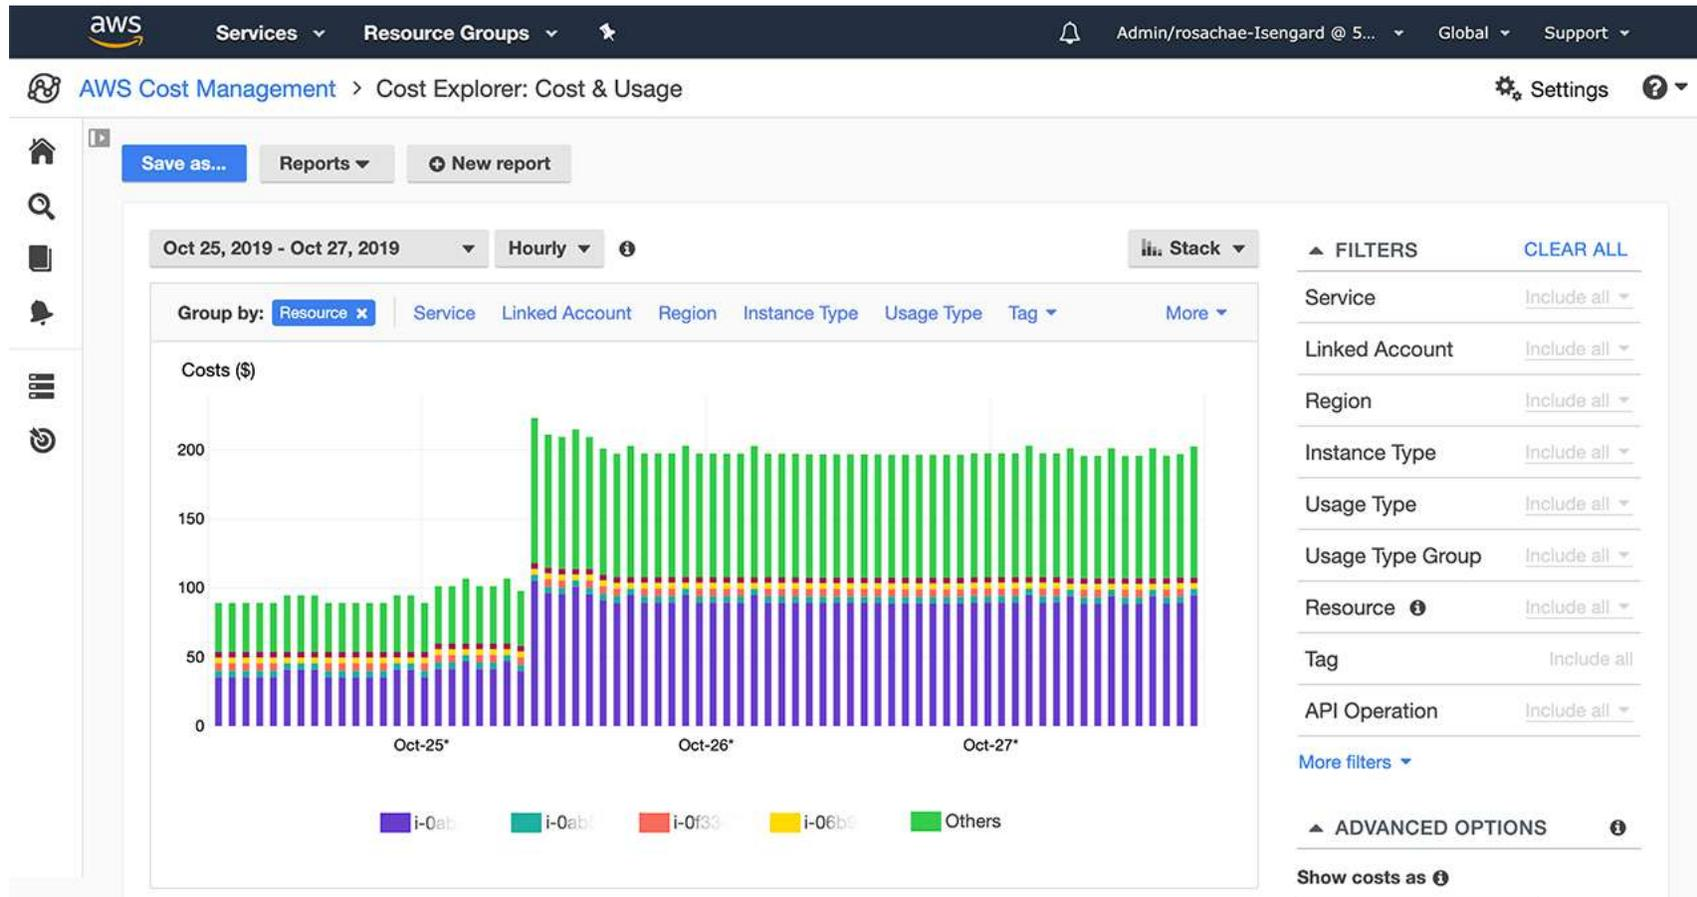 aws Services Resource Groups Admin/rosachae-Isengard @ 5... Global Support
AWS Cost Management > Cost Explorer: Cost & Usage Settings
Save as... Reports New report
Oct 25, 2019 - Oct 27, 2019 Hourly Stack
Group by: Resource × Service Linked Account Region Instance Type Usage Type Tag More
Costs ($)
200
150
100
50
0
Oct-25* Oct-26* Oct-27*
i-0ab i-0ab i-0f33 i-06b9 Others
FILTERS CLEAR ALL
Service Include all
Linked Account Include all
Region Include all
Instance Type Include all
Usage Type Include all
Usage Type Group Include all
Resource Include all
Tag Include all
API Operation Include all
More filters
ADVANCED OPTIONS
Show costs as